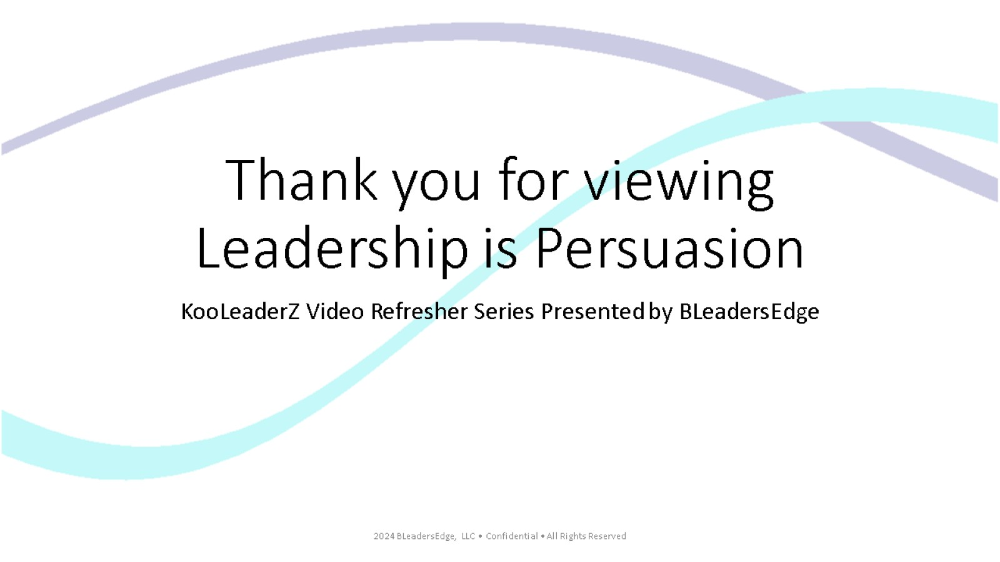 Thank you for viewing
Leadership is Persuasion
KooLeaderZ Video Refresher Series Presented by BLeadersEdge
2024 BLeadersEdge, LLC • Confidential • All Rights Reserved